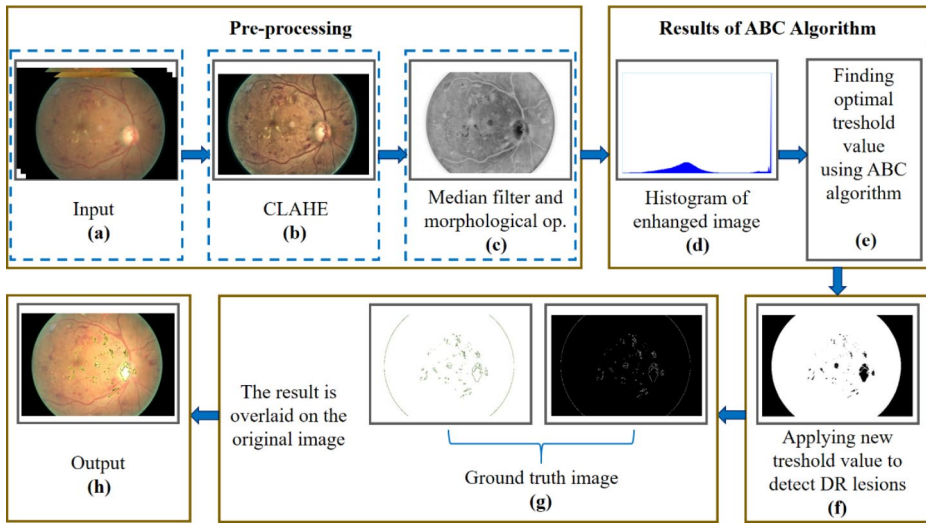 Pre-processing
Input
(a)
CLAHE
(b)
Median filter and
morphological op.
(c)
Results of ABC Algorithm
Histogram of
enhanged image
(d)
Finding
optimal
treshold
value
using ABC
algorithm
(e)
Applying new
treshold value to
detect DR lesions
(f)
The result is
overlaid on the
original image
Ground truth image
(g)
Output
(h)